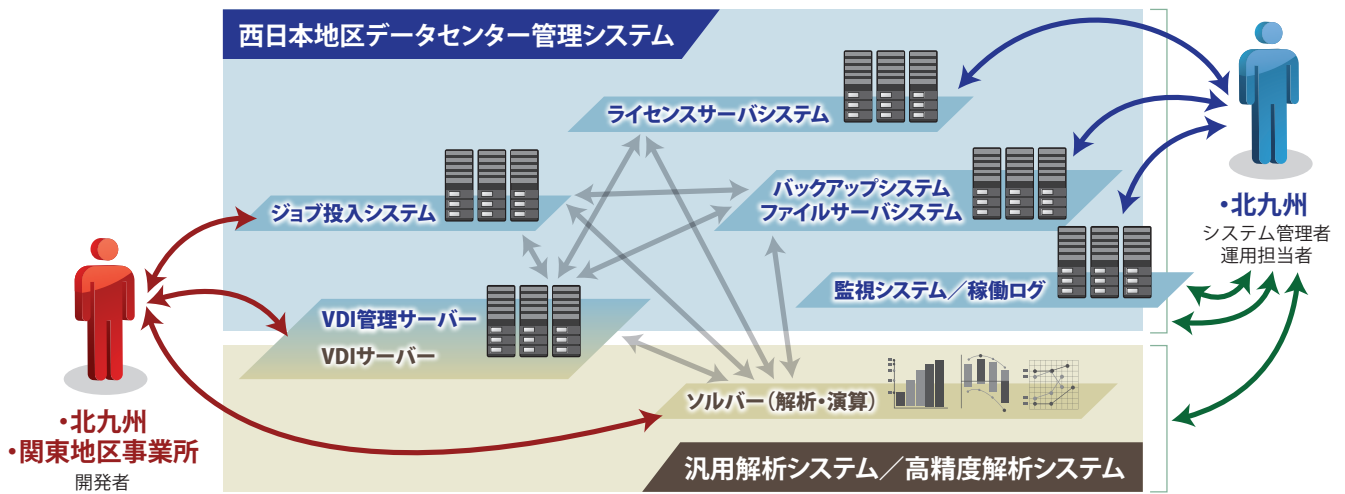 西日本地区データセンター管理システム
ライセンスサーバシステム
ジョブ投入システム
バックアップシステム
ファイルサーバシステム
監視システム／稼働ログ
VDI管理サーバー
VDIサーバー
ソルバー（解析・演算）
汎用解析システム／高精度解析システム
・北九州
・関東地区事業所
開発者
・北九州
システム管理者
運用担当者